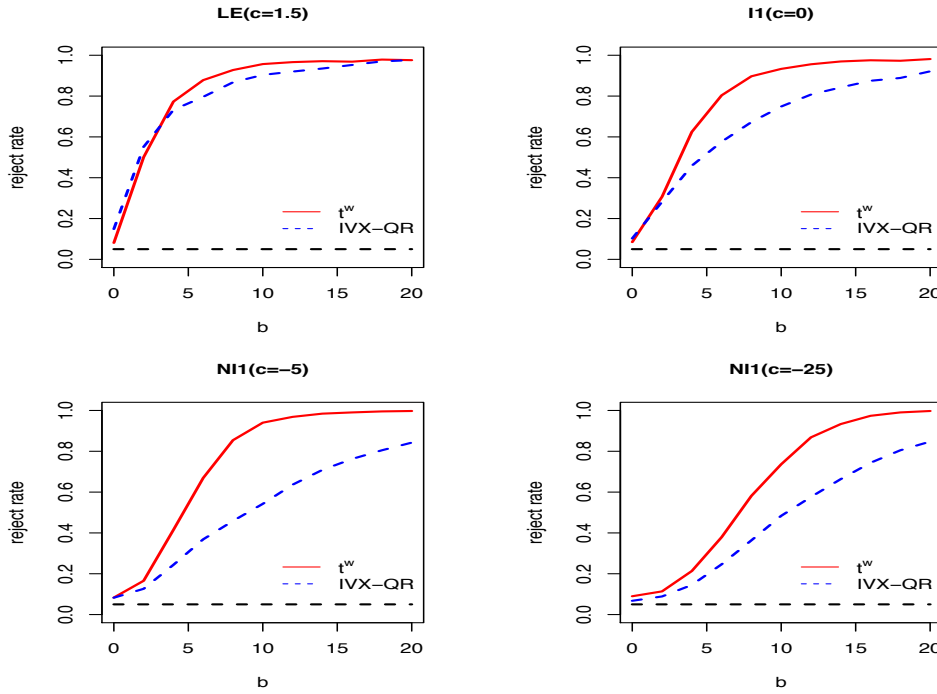 LE(c=1.5)
reject rate
0.0 0.2 0.4 0.6 0.8 1.0
t^w
IVX−QR
0 5 10 15 20
b
I1(c=0)
reject rate
0.0 0.2 0.4 0.6 0.8 1.0
t^w
IVX−QR
0 5 10 15 20
b
NI1(c=−5)
reject rate
0.0 0.2 0.4 0.6 0.8 1.0
t^w
IVX−QR
0 5 10 15 20
b
NI1(c=−25)
reject rate
0.0 0.2 0.4 0.6 0.8 1.0
t^w
IVX−QR
0 5 10 15 20
b